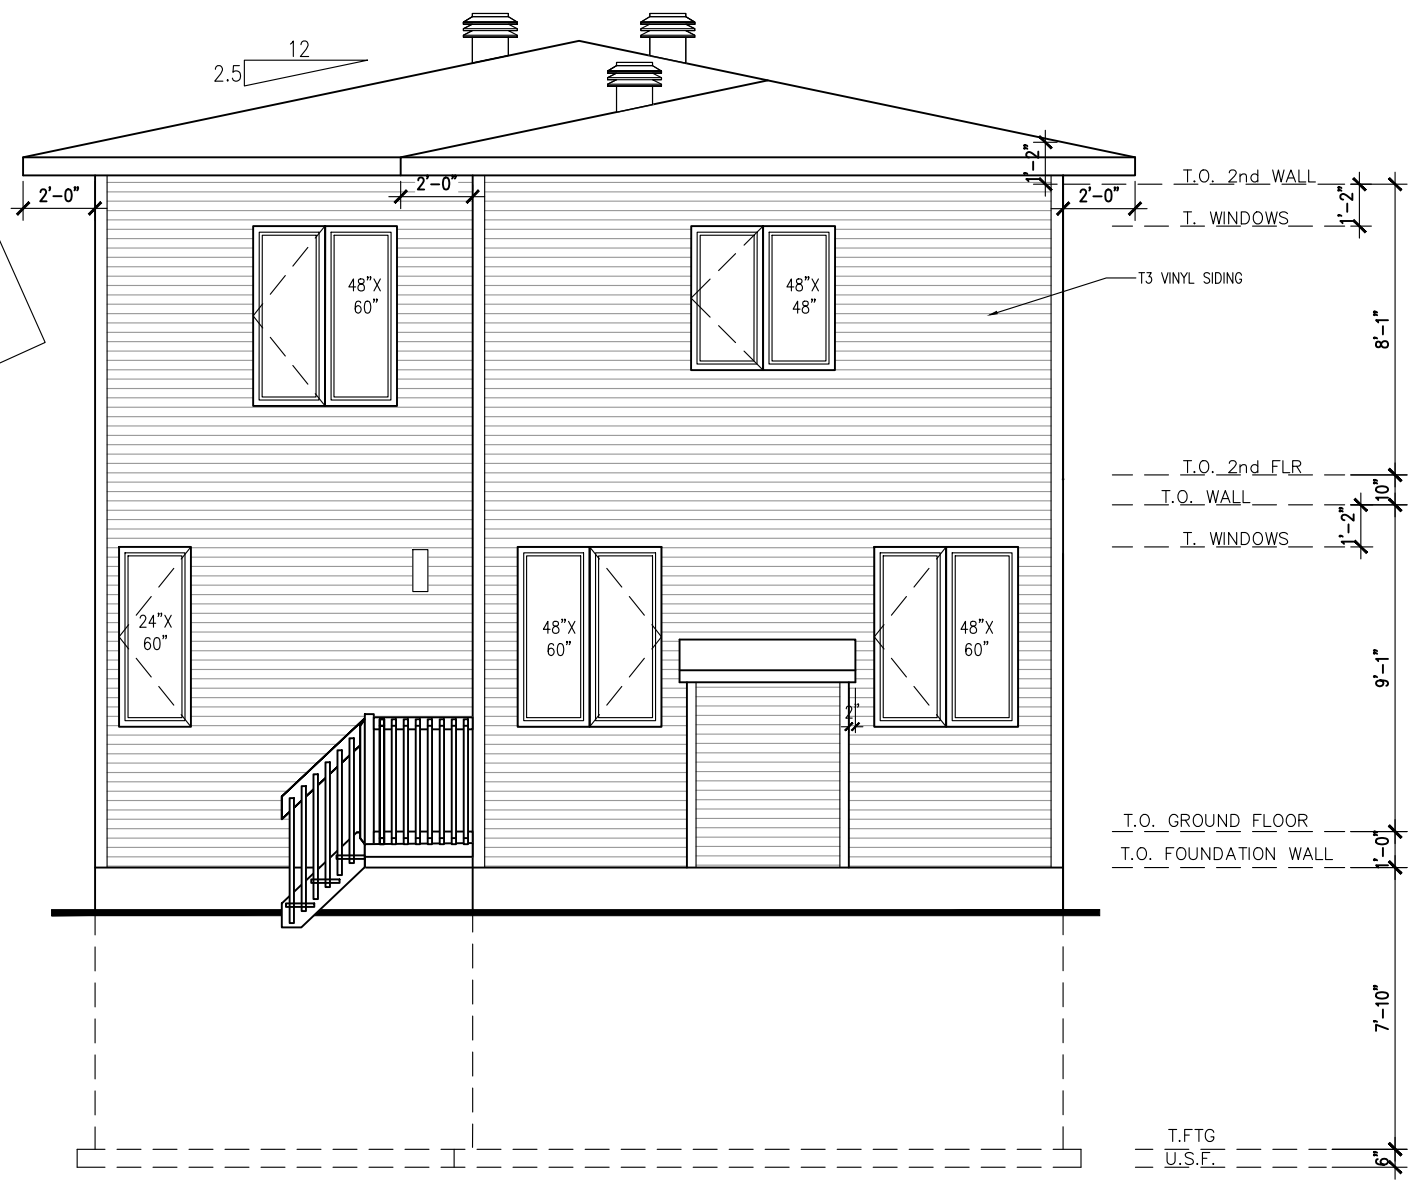 12
2.5
1'-2"
2'-0"
2'-0"
2'-0"
T.O. 2nd WALL
1'-2"
T. WINDOWS
48"X
60"
48"X
48"
T3 VINYL SIDING
8'-1"
T.O. 2nd FLR
10"
T.O. WALL
1'-2"
T. WINDOWS
24"X
60"
48"X
60"
48"X
60"
9'-1"
2"
T.O. GROUND FLOOR
1'-0"
T.O. FOUNDATION WALL
7'-10"
T.FTG
U.S.F.
6"